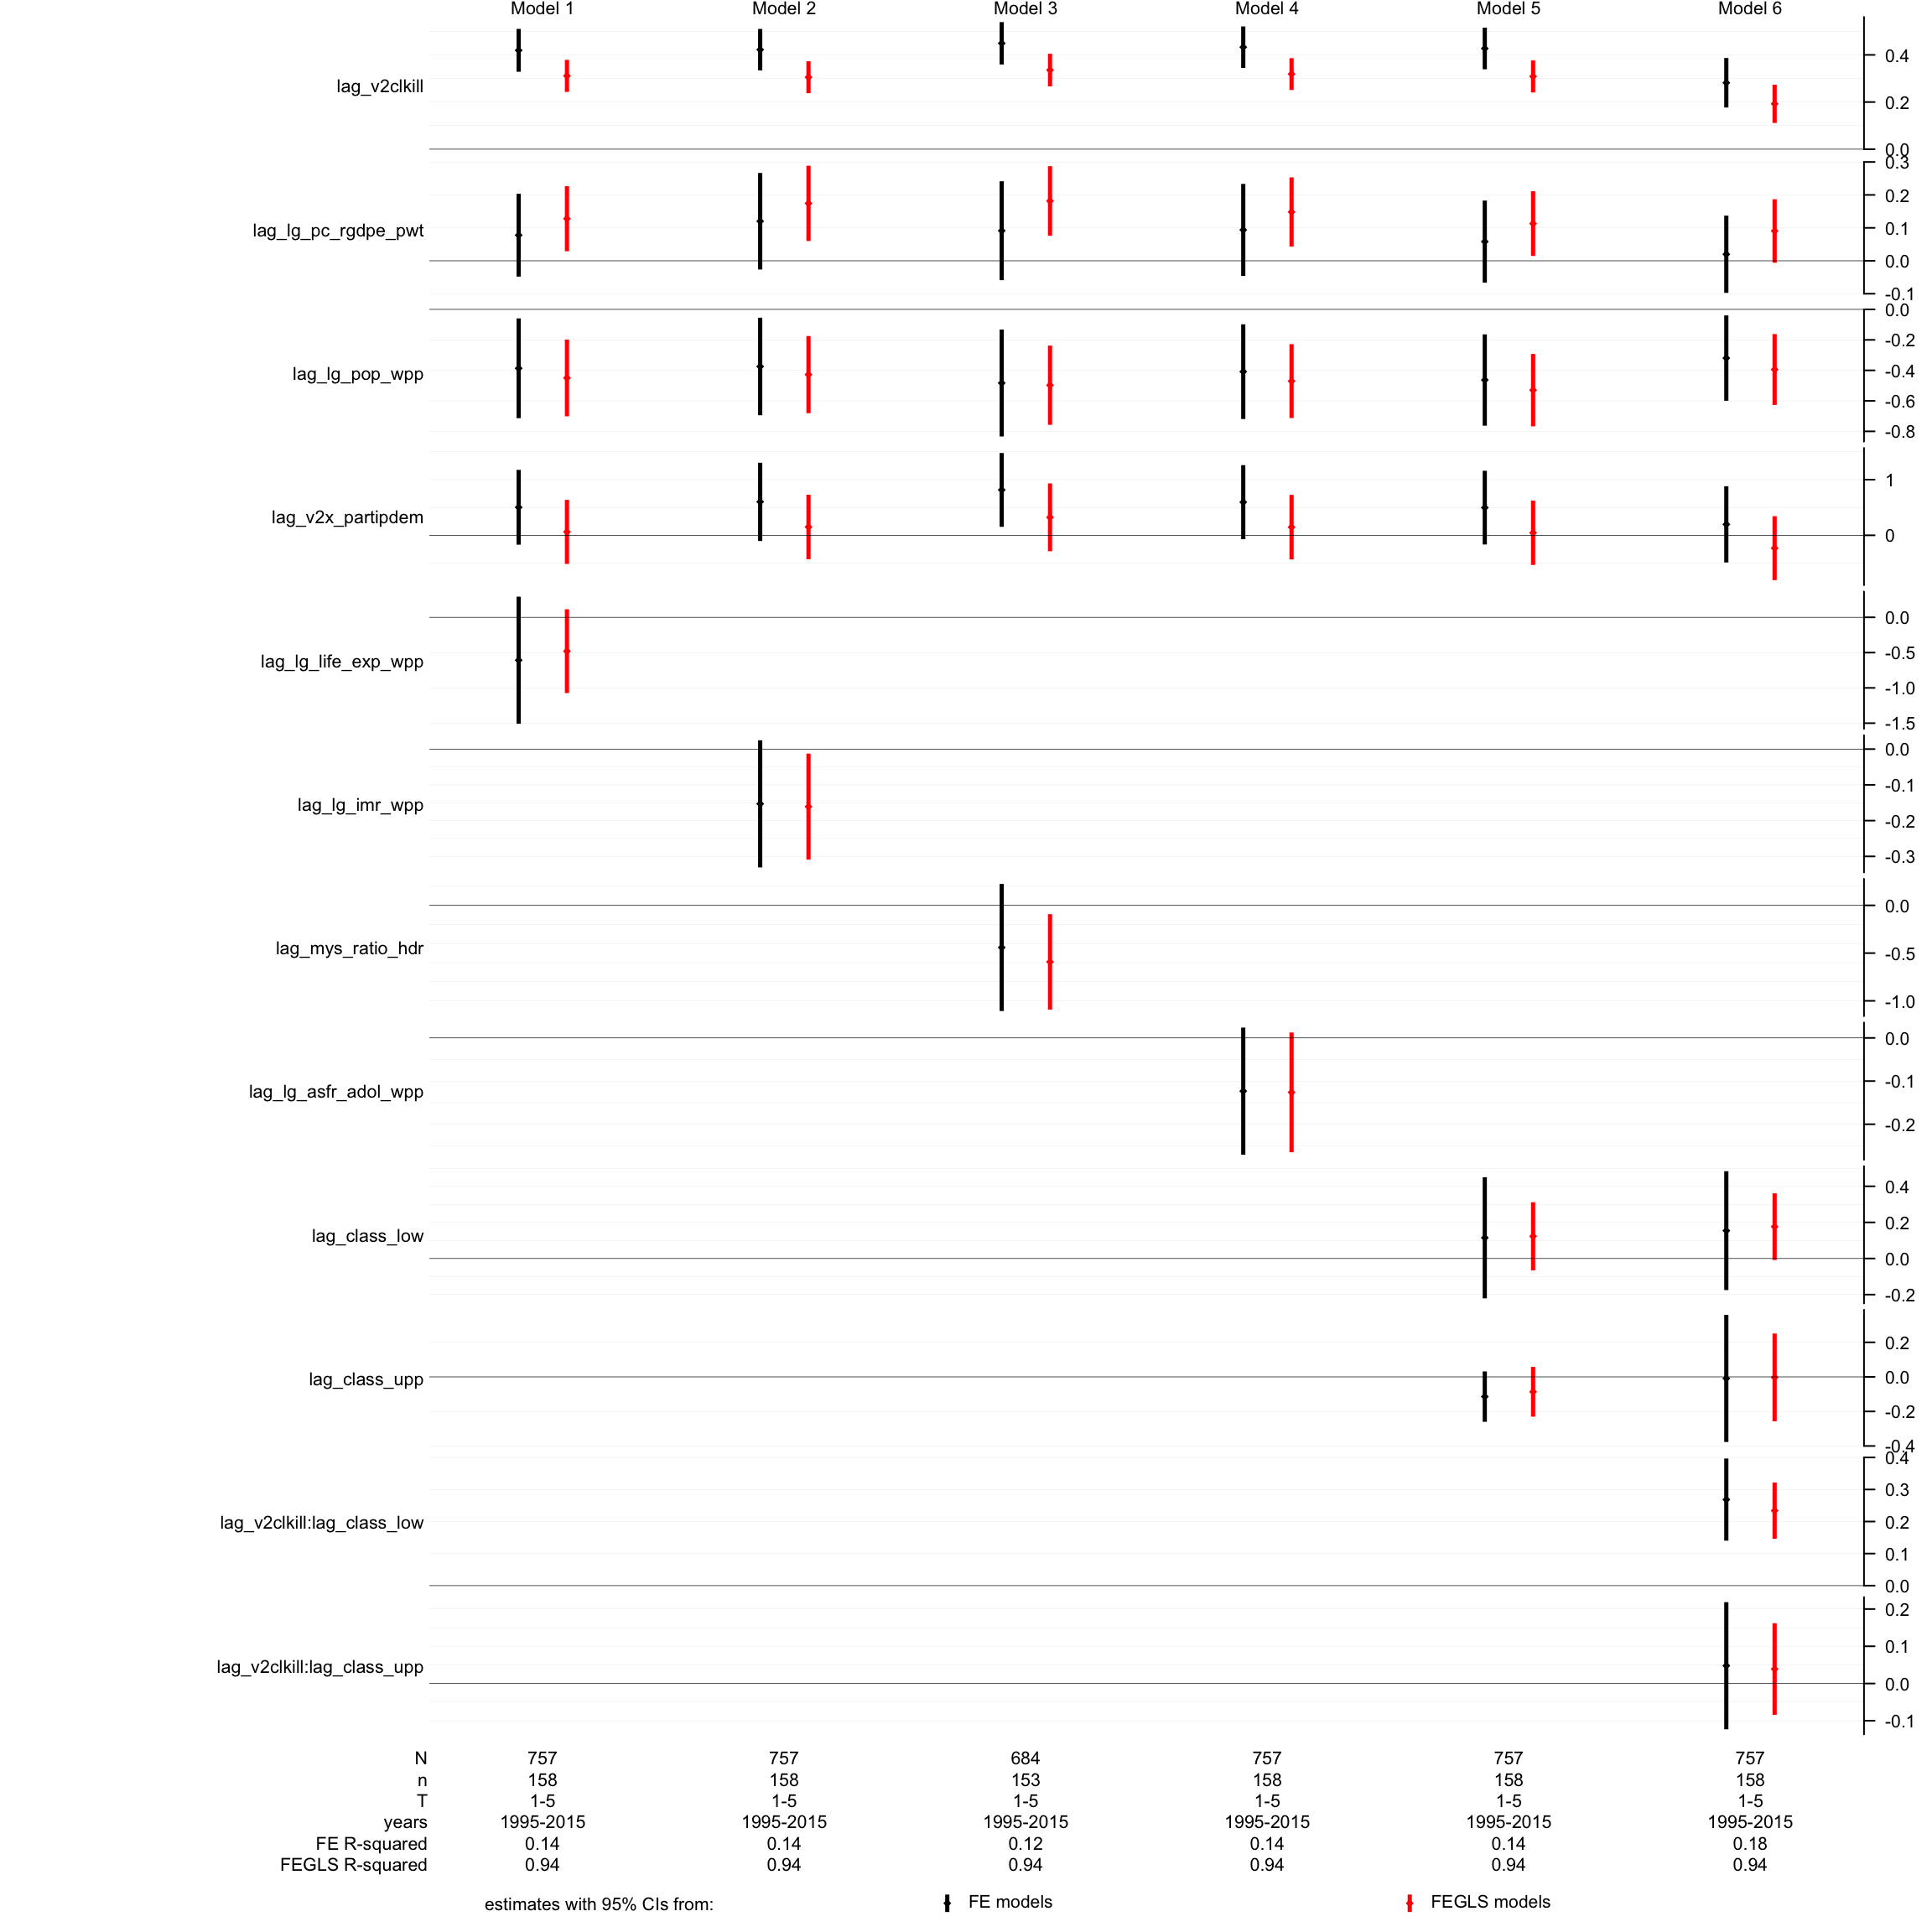 Model 1 Model 2 Model 3 Model 4 Model 5 Model 6
lag_v2clkill
0.4
0.2
0.0
lag_lg_pc_rgdpe_pwt
0.3
0.2
0.1
0.0
-0.1
lag_lg_pop_wpp
0.0
-0.2
-0.4
-0.6
-0.8
lag_v2x_partipdem
1
0
lag_lg_life_exp_wpp
0.0
-0.5
-1.0
-1.5
lag_lg_imr_wpp
0.0
-0.1
-0.2
-0.3
lag_mys_ratio_hdr
0.0
-0.5
-1.0
lag_lg_asfr_adol_wpp
0.0
-0.1
-0.2
lag_class_low
0.4
0.2
0.0
-0.2
lag_class_upp
0.2
0.0
-0.2
-0.4
lag_v2clkill:lag_class_low
0.4
0.3
0.2
0.1
0.0
lag_v2clkill:lag_class_upp
0.2
0.1
0.0
-0.1
N 757 757 684 757 757 757
n 158 158 153 158 158 158
T 1-5 1-5 1-5 1-5 1-5 1-5
years 1995-2015 1995-2015 1995-2015 1995-2015 1995-2015 1995-2015
FE R-squared 0.14 0.14 0.12 0.14 0.14 0.18
FEGLS R-squared 0.94 0.94 0.94 0.94 0.94 0.94
estimates with 95% CIs from: FE models FEGLS models